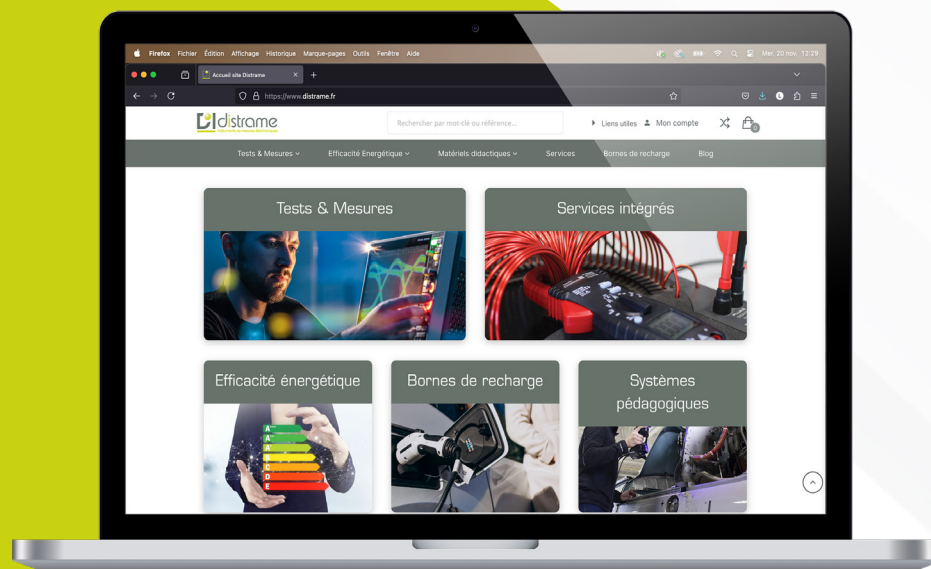 Firefox Fichier Édition Affichage Historique Marque-pages Outils Fenêtre Aide
Mer. 20 nov. 12:29
Accueil site Distrame
https://www.distrame.fr
distrame
Rechercher par mot-clé ou référence...
Liens utiles
Mon compte
0
Tests & Mesures
Efficacité Energétique
Matériels didactiques
Services
Bornes de recharge
Blog
Tests & Mesures
Services intégrés
Efficacité énergétique
Bornes de recharge
Systèmes
pédagogiques
A
A
A
B
C
D
E